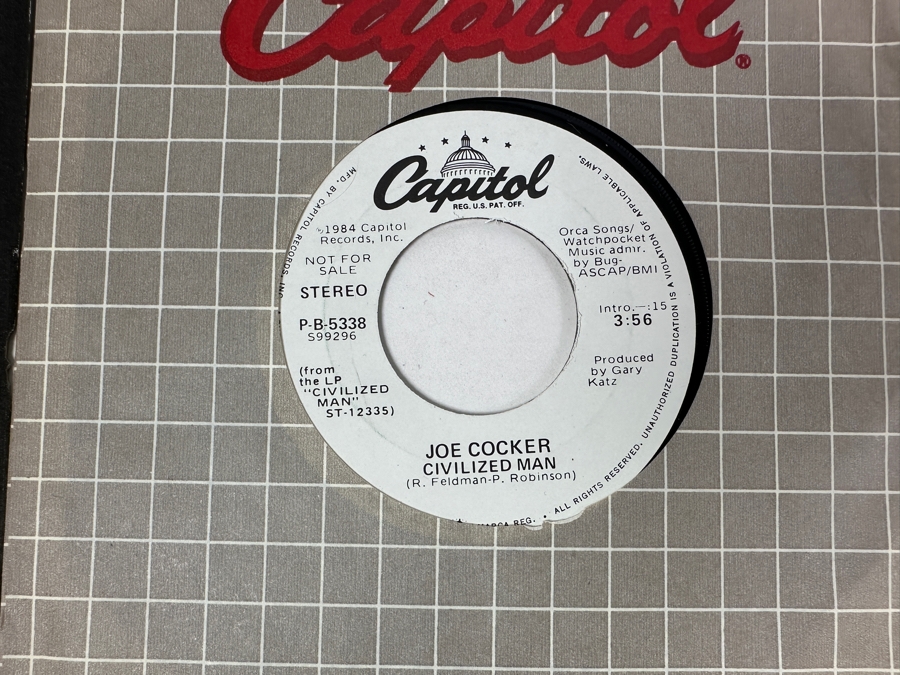 Capitol®
Capitol
REG. U.S. PAT. OFF.
MFD. BY CAPITOL RECORDS, INC.
℗1984 Capitol
Records, Inc.
NOT FOR
SALE
STEREO
P-B-5338
S99296
(from
the LP
"CIVILIZED
MAN"
ST-12335)
Orca Songs/
Watchpocket
Music admr.
by Bug-
ASCAP/BMI
Intro.—:15
3:56
Produced
by Gary
Katz
JOE COCKER
CIVILIZED MAN
(R. Feldman-P. Robinson)
REG. • ALL RIGHTS RESERVED. UNAUTHORIZED DUPLICATION IS A VIOLATION OF APPLICABLE LAWS.